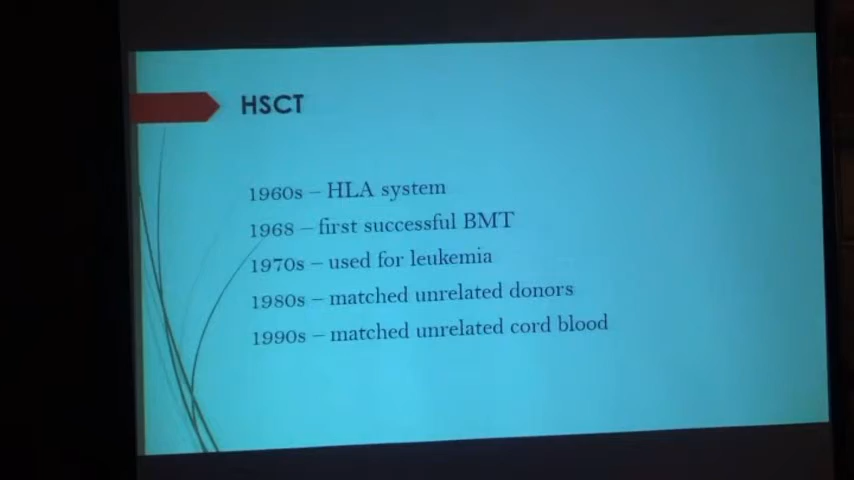 HSCT
1960s – HLA system
1968 – first successful BMT
1970s – used for leukemia
1980s – matched unrelated donors
1990s – matched unrelated cord blood